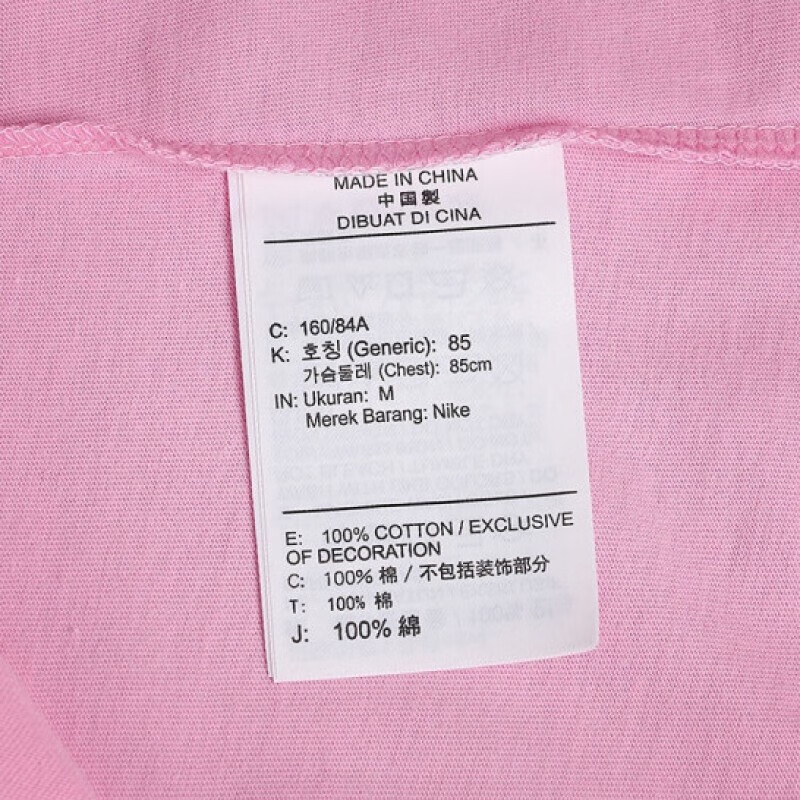 MADE IN CHINA
中国製
DIBUAT DI CINA
C: 160/84A
K: 호칭 (Generic): 85
가슴둘레 (Chest): 85cm
IN: Ukuran: M
Merek Barang: Nike
E: 100% COTTON / EXCLUSIVE
OF DECORATION
C: 100% 棉 / 不包括装饰部分
T: 100% 棉
J: 100% 綿